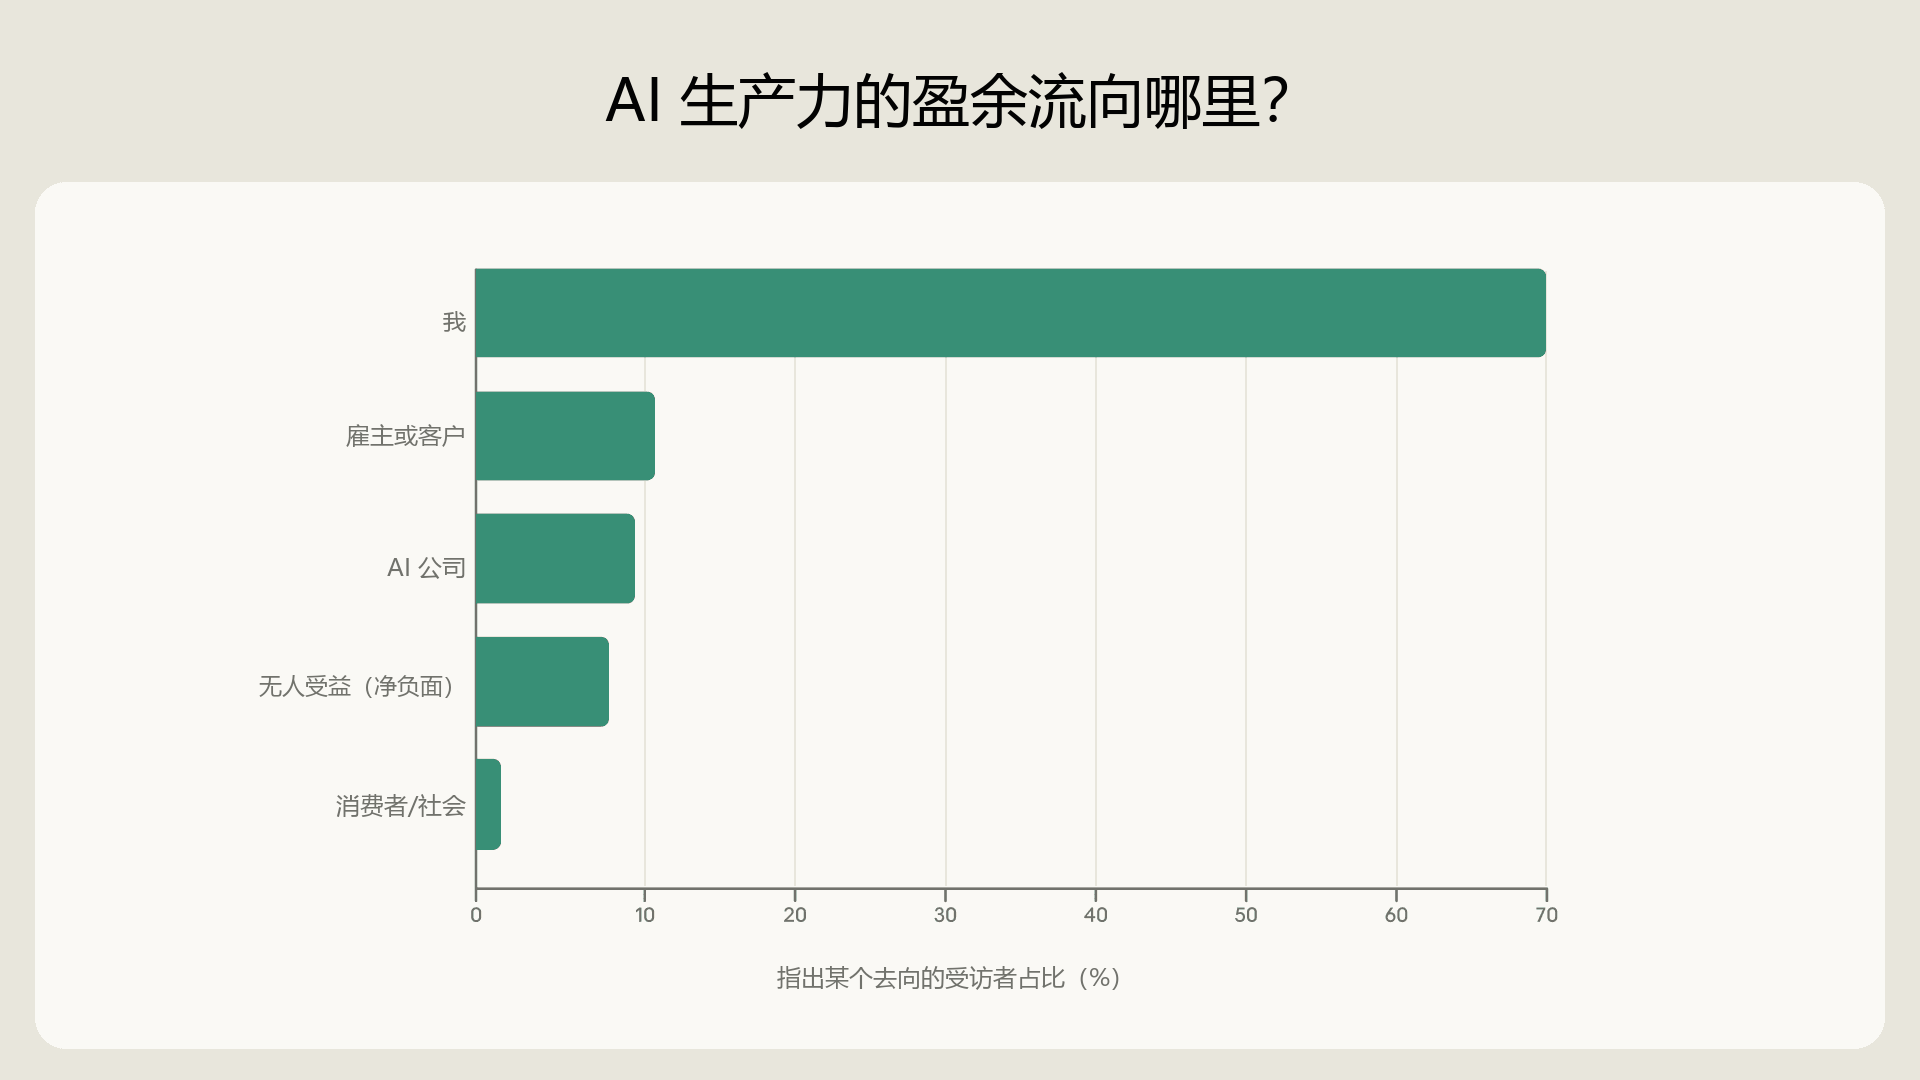 AI 生产力的盈余流向哪里？
我
雇主或客户
AI 公司
无人受益（净负面）
消费者/社会
0 10 20 30 40 50 60 70
指出某个去向的受访者占比（%）